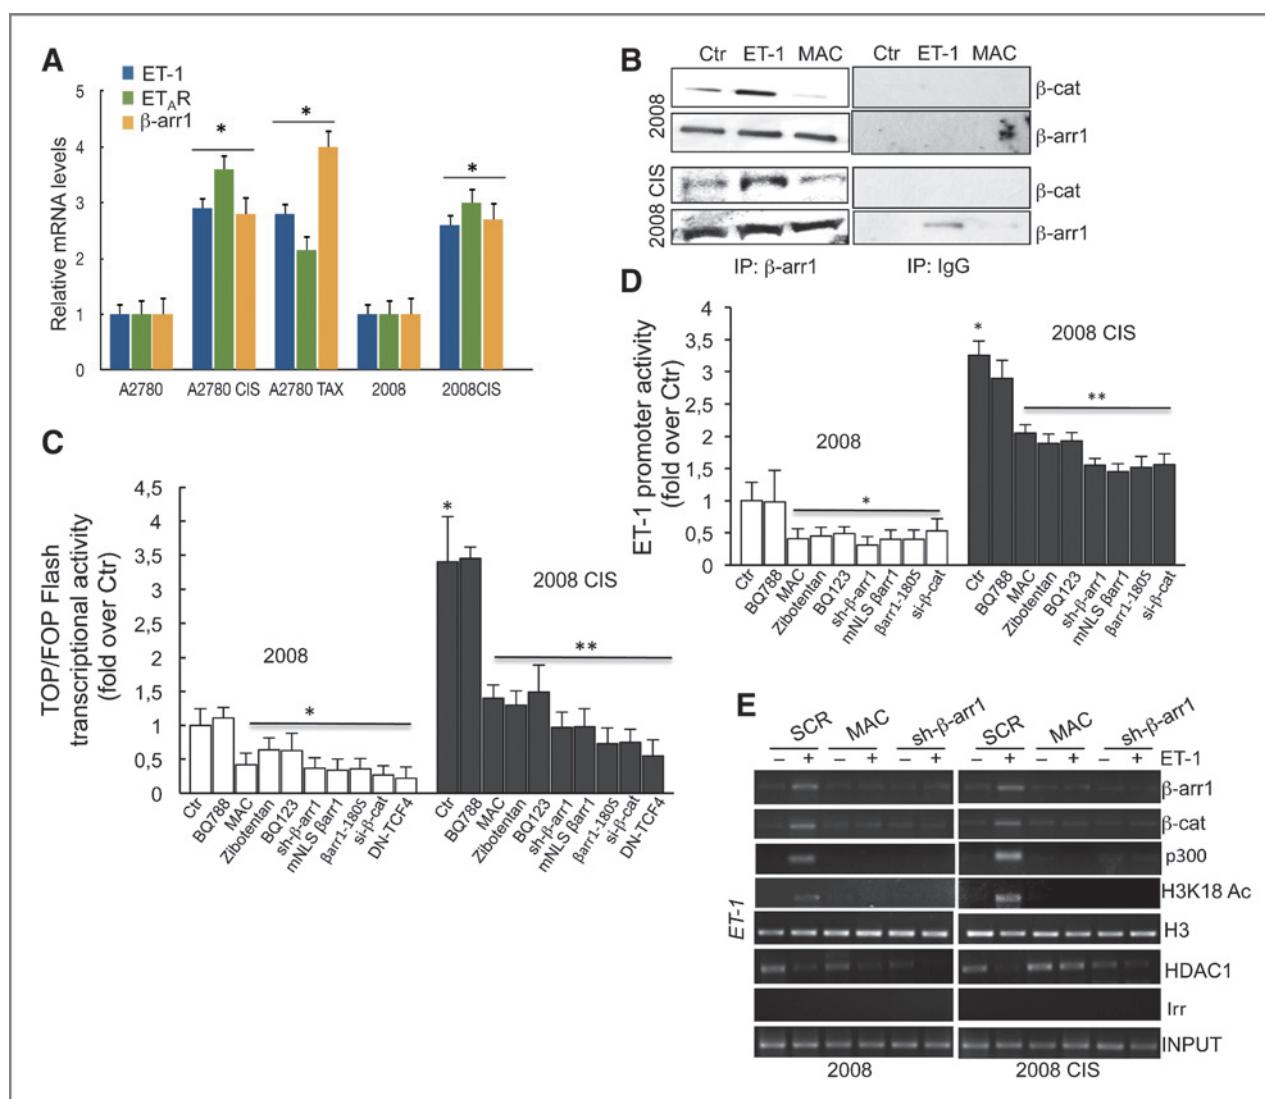 A
ET-1
ET_AR
β-arr1
Relative mRNA levels
5
4
3
2
1
0
*
*
*
A2780
A2780 CIS
A2780 TAX
2008
2008CIS
B
Ctr ET-1 MAC
Ctr ET-1 MAC
2008
β-cat
β-arr1
2008 CIS
β-cat
β-arr1
IP: β-arr1
IP: IgG
C
TOP/FOP Flash
transcriptional activity
(fold over Ctr)
4,5
4
3,5
3
2,5
2
1,5
1
0,5
0
2008
*
*
2008 CIS
**
Ctr
BQ788
MAC
Zibotentan
BQ123
sh-β-arr1
mNLS βarr1
βarr1-180s
si-β-cat
DN-TCF4
Ctr
BQ788
MAC
Zibotentan
BQ123
sh-β-arr1
mNLS βarr1
βarr1-180s
si-β-cat
DN-TCF4
D
ET-1 promoter activity
(fold over Ctr)
4
3,5
3
2,5
2
1,5
1
0,5
0
2008
*
*
2008 CIS
**
Ctr
BQ788
MAC
Zibotentan
BQ123
sh-β-arr1
mNLS βarr1
βarr1-180s
si-β-cat
Ctr
BQ788
MAC
Zibotentan
BQ123
sh-β-arr1
mNLS βarr1
βarr1-180s
si-β-cat
E
SCR MAC sh-β-arr1 SCR MAC sh-β-arr1
– + – + – + – + – + – + ET-1
β-arr1
β-cat
p300
H3K18 Ac
H3
HDAC1
Irr
INPUT
ET-1
2008
2008 CIS